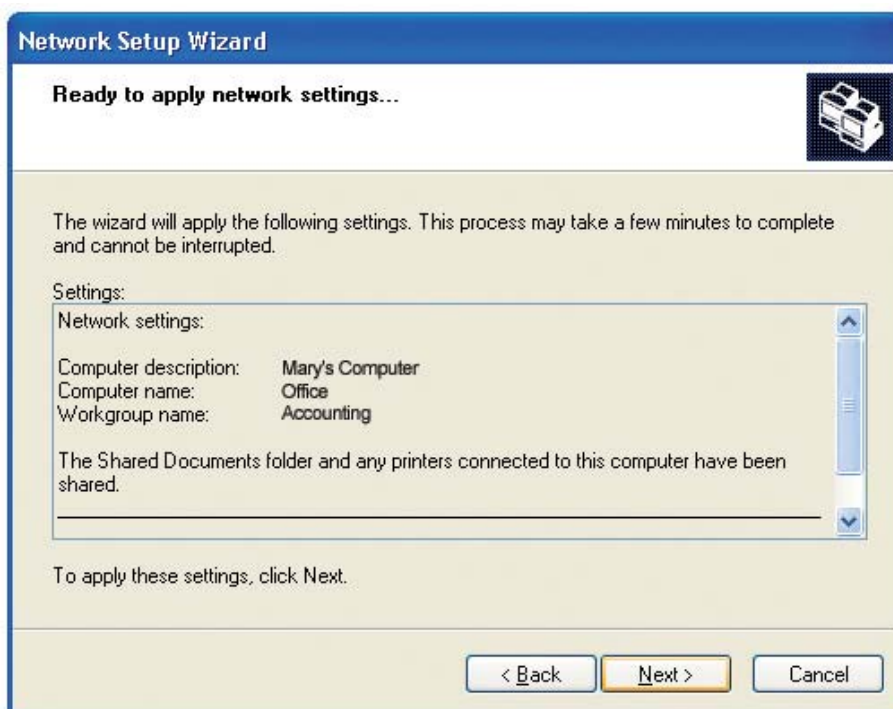 Network Setup Wizard
Ready to apply network settings...
The wizard will apply the following settings. This process may take a few minutes to complete
and cannot be interrupted.
Settings:
Network settings:
Computer description: Mary's Computer
Computer name: Office
Workgroup name: Accounting
The Shared Documents folder and any printers connected to this computer have been
shared.
To apply these settings, click Next.
< Back Next > Cancel